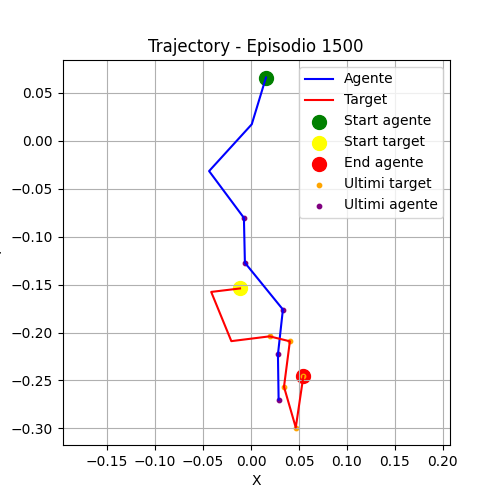 Trajectory - Episodio 1500
Agente
Target
Start agente
Start target
End agente
Ultimi target
Ultimi agente
0.05
0.00
−0.05
−0.10
−0.15
−0.20
−0.25
−0.30
−0.15 −0.10 −0.05 0.00 0.05 0.10 0.15 0.20
X